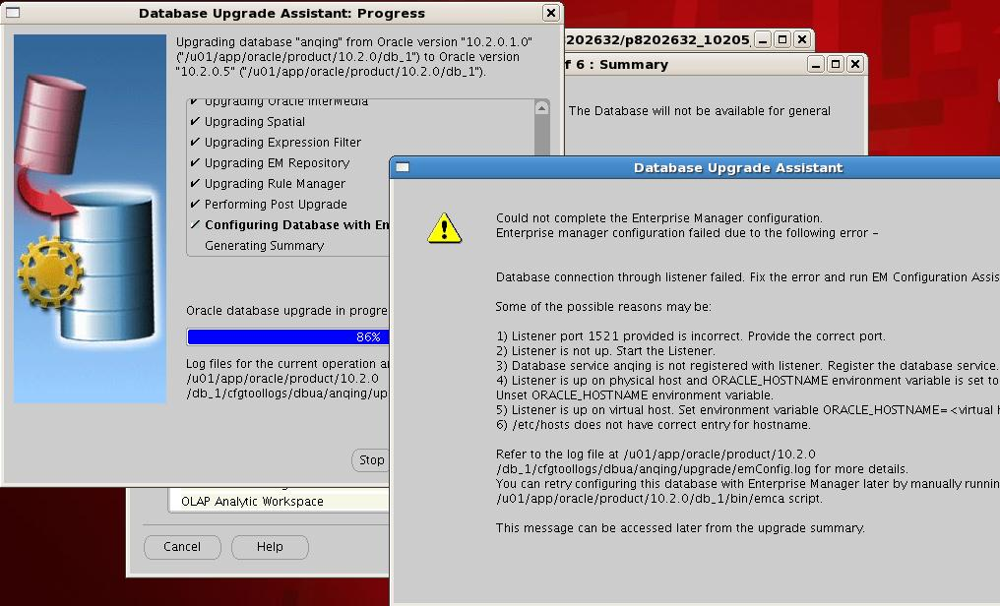 Database Upgrade Assistant: Progress
Upgrading database "anqing" from Oracle version "10.2.0.1.0"
("/u01/app/oracle/product/10.2.0/db_1") to Oracle version
"10.2.0.5" ("/u01/app/oracle/product/10.2.0/db_1").
Upgrading Oracle interMedia
Upgrading Spatial
Upgrading Expression Filter
Upgrading EM Repository
Upgrading Rule Manager
Performing Post Upgrade
Configuring Database with En
Generating Summary
Oracle database upgrade in progre
86%
Log files for the current operation a
/u01/app/oracle/product/10.2.0
/db_1/cfgtoollogs/dbua/anqing/up
Stop
202632/p8202632_10205
f 6 : Summary
The Database will not be available for general
Database Upgrade Assistant
Could not complete the Enterprise Manager configuration.
Enterprise manager configuration failed due to the following error –
Database connection through listener failed. Fix the error and run EM Configuration Assis
Some of the possible reasons may be:
1) Listener port 1521 provided is incorrect. Provide the correct port.
2) Listener is not up. Start the Listener.
3) Database service anqing is not registered with listener. Register the database service.
4) Listener is up on physical host and ORACLE_HOSTNAME environment variable is set to
Unset ORACLE_HOSTNAME environment variable.
5) Listener is up on virtual host. Set environment variable ORACLE_HOSTNAME=<virtual h
6) /etc/hosts does not have correct entry for hostname.
Refer to the log file at /u01/app/oracle/product/10.2.0
/db_1/cfgtoollogs/dbua/anqing/upgrade/emConfig.log for more details.
You can retry configuring this database with Enterprise Manager later by manually runnin
/u01/app/oracle/product/10.2.0/db_1/bin/emca script.
This message can be accessed later from the upgrade summary.
OLAP Analytic Workspace
Cancel
Help